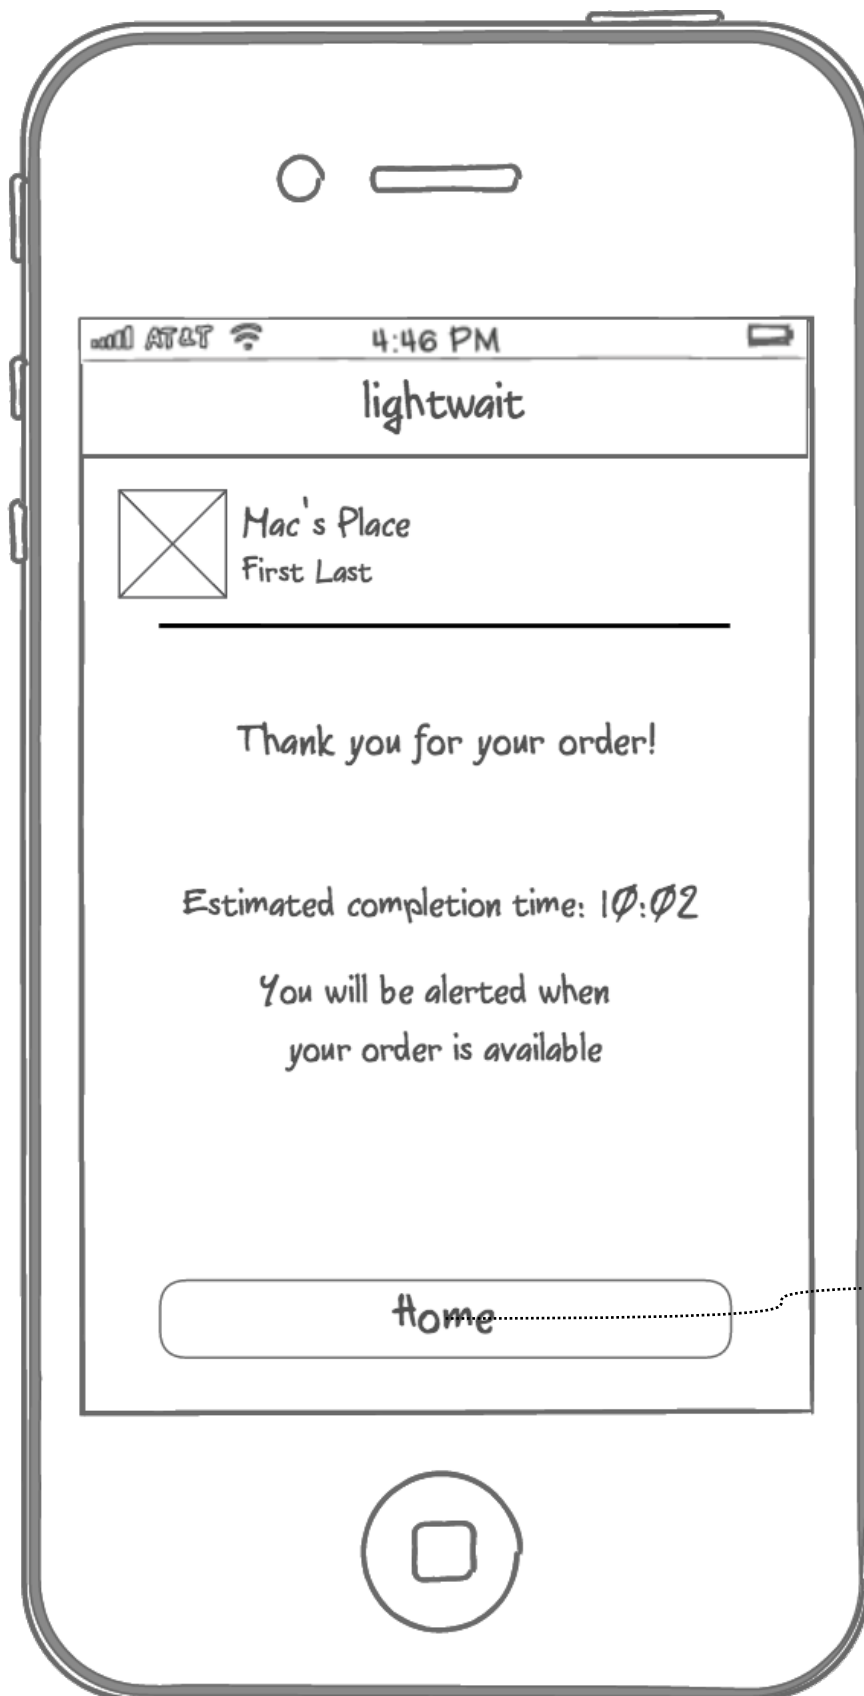 AT&T 4:46 PM
lightwait
Mac's Place
First Last
Thank you for your order!
Estimated completion time: 10:02
You will be alerted when
your order is available
Home